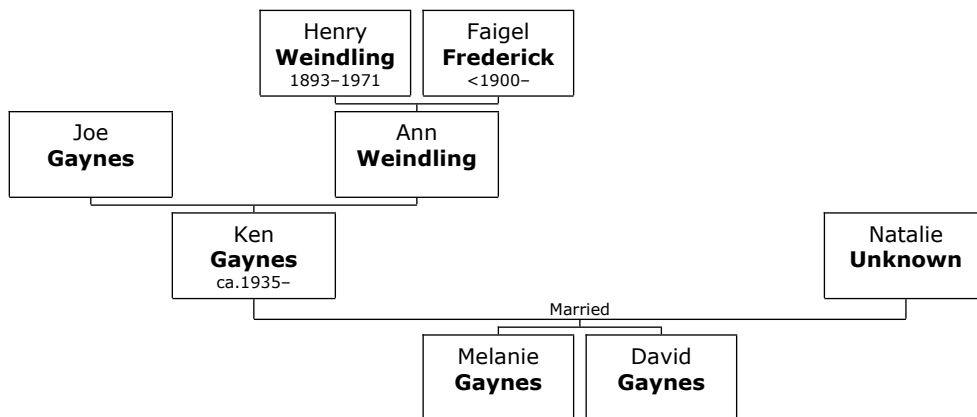 Henry
Weindling
1893–1971
Faigel
Frederick
<1900–
Joe
Gaynes
Ann
Weindling
Ken
Gaynes
ca.1935–
Natalie
Unknown
Married
Melanie
Gaynes
David
Gaynes